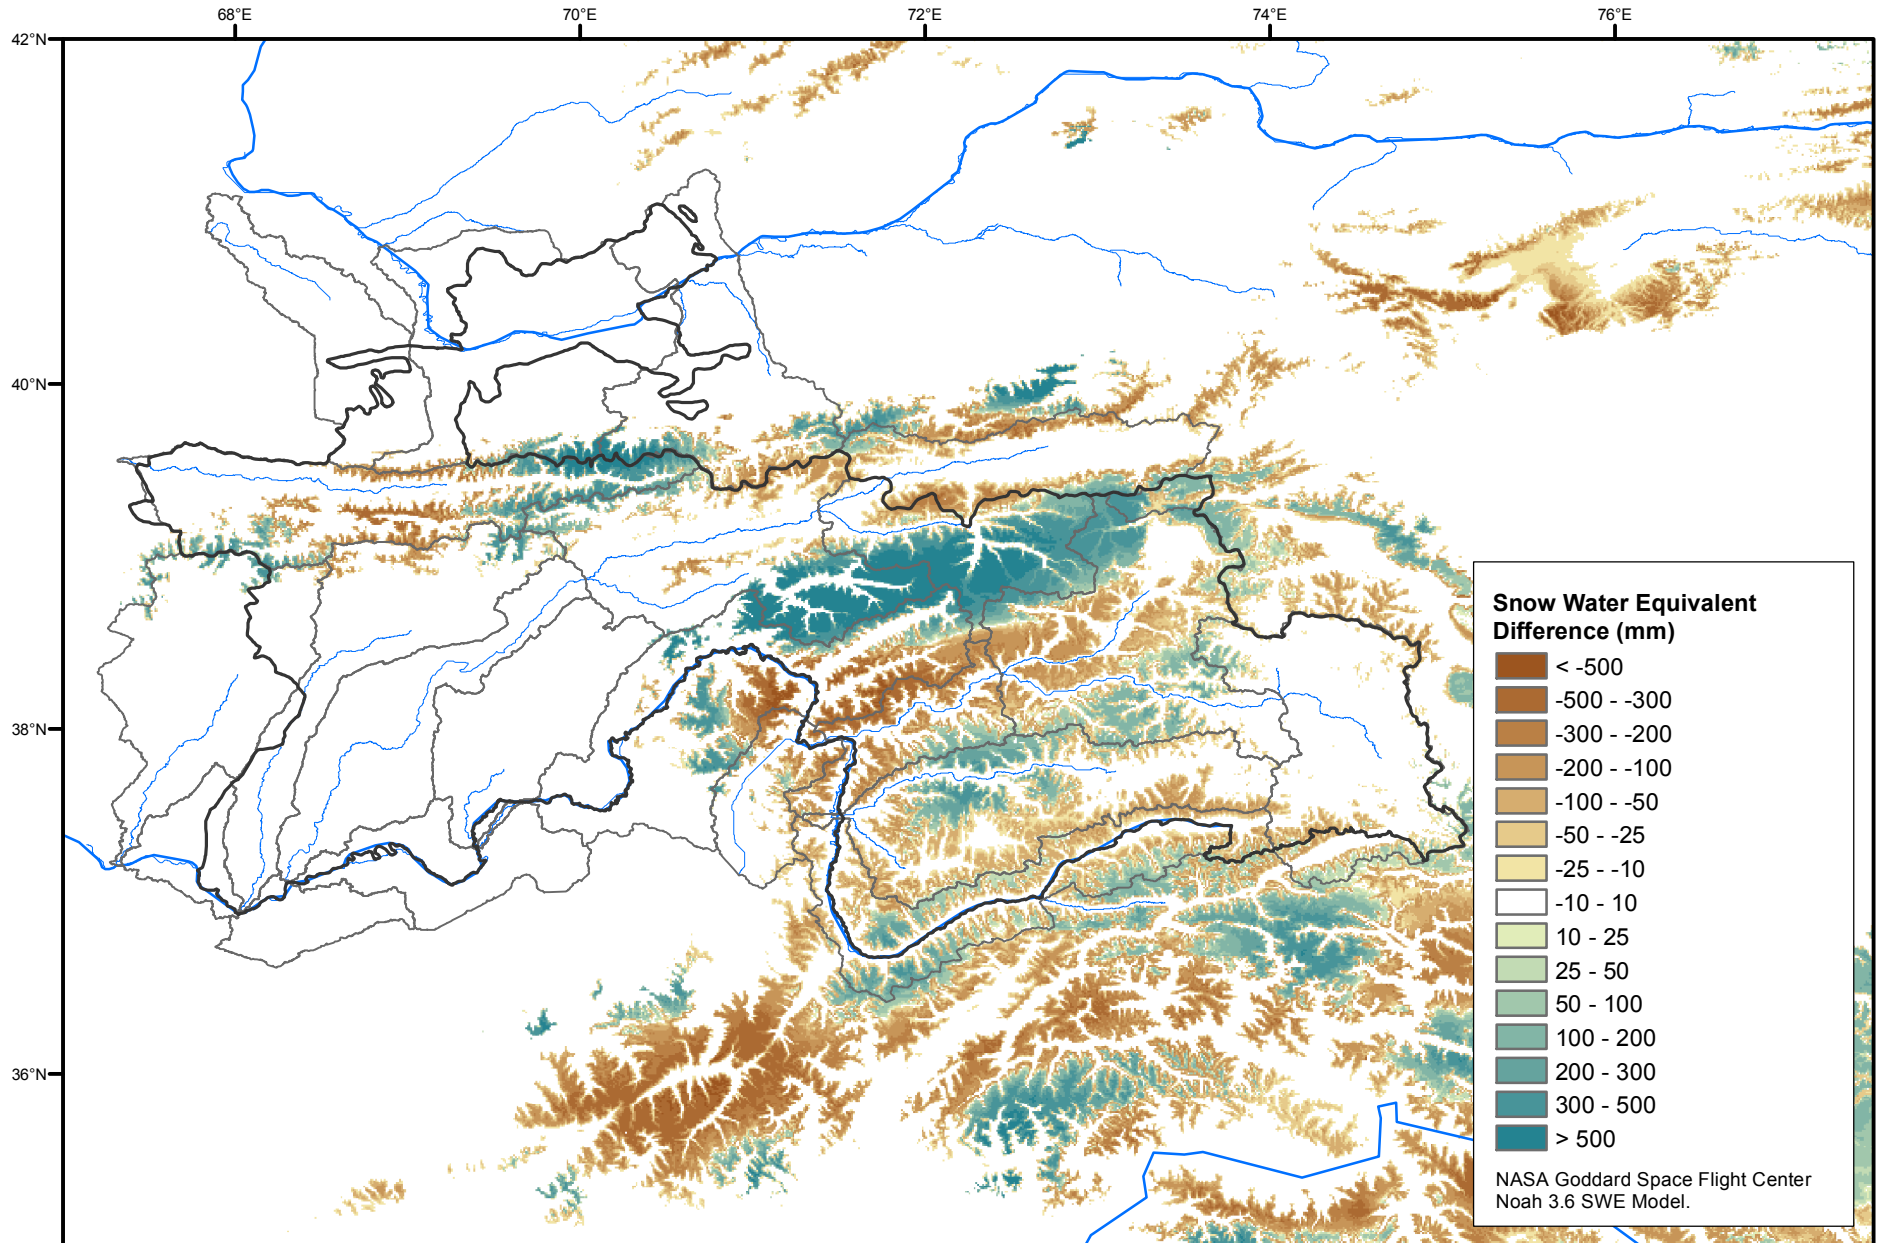 68°E
70°E
72°E
74°E
76°E
42°N
40°N
38°N
36°N
Snow Water Equivalent
Difference (mm)
< -500
-500 - -300
-300 - -200
-200 - -100
-100 - -50
-50 - -25
-25 - -10
-10 - 10
10 - 25
25 - 50
50 - 100
100 - 200
200 - 300
300 - 500
> 500
NASA Goddard Space Flight Center
Noah 3.6 SWE Model.